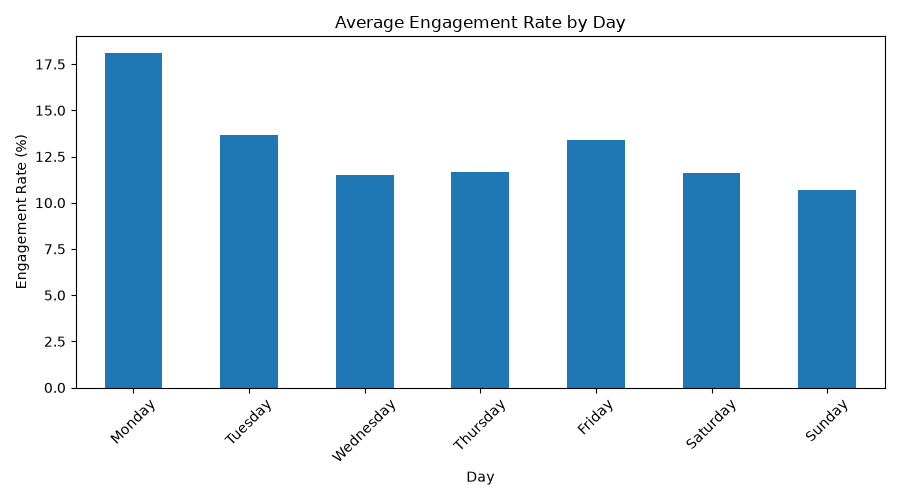 Average Engagement Rate by Day
Engagement Rate (%)
17.5
15.0
12.5
10.0
7.5
5.0
2.5
0.0
Monday
Tuesday
Wednesday
Thursday
Friday
Saturday
Sunday
Day